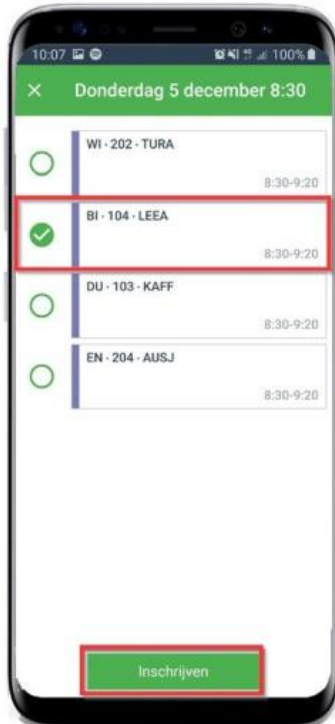 10:07 100%
Donderdag 5 december 8:30
WI - 202 - TURA
8:30-9:20
BI - 104 - LEEA
8:30-9:20
DU - 103 - KAFF
8:30-9:20
EN - 204 - AUSJ
8:30-9:20
Inschrijven